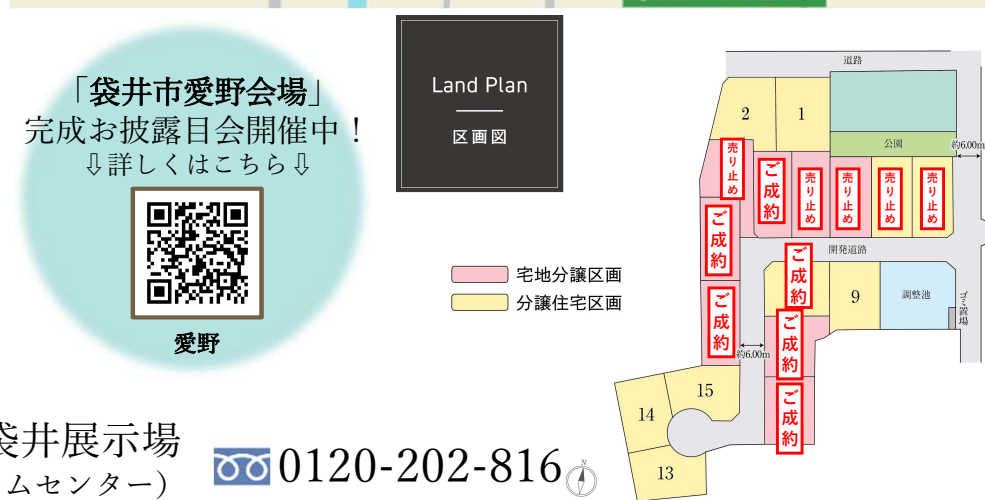 「袋井市愛野会場」
完成お披露目会開催中！
⇩詳しくはこちら⇩
愛野
Land Plan
区画図
宅地分譲区画
分譲住宅区画
道路
2
1
公園
約6.00m
売り止め
ご成約
売り止め
売り止め
売り止め
売り止め
ご成約
開発道路
ご成約
9
調整池
ゴミ置場
ご成約
ご成約
約6.00m
ご成約
15
14
13
袋井展示場
ムセンター）
0120-202-816
N